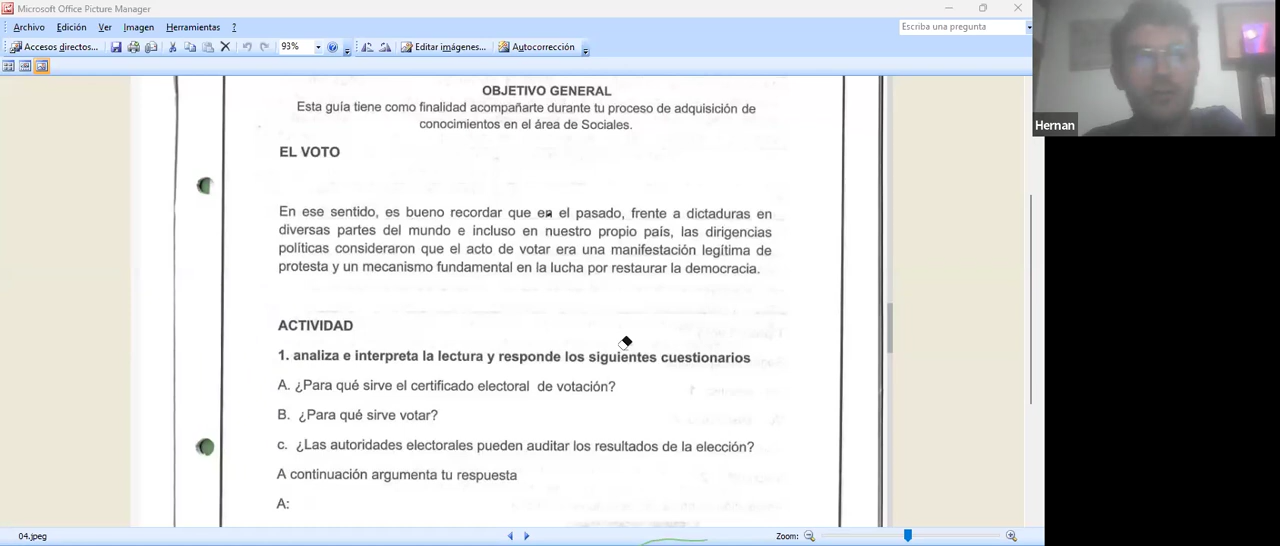 Microsoft Office Picture Manager
Archivo Edición Ver Imagen Herramientas ?
Escriba una pregunta
Accesos directos...
93%
Editar imágenes...
Autocorrección
Hernan
OBJETIVO GENERAL
Esta guía tiene como finalidad acompañarte durante tu proceso de adquisición de
conocimientos en el área de Sociales.
EL VOTO
En ese sentido, es bueno recordar que en el pasado, frente a dictaduras en
diversas partes del mundo e incluso en nuestro propio país, las dirigencias
políticas consideraron que el acto de votar era una manifestación legítima de
protesta y un mecanismo fundamental en la lucha por restaurar la democracia.
ACTIVIDAD
1. analiza e interpreta la lectura y responde los siguientes cuestionarios
A. ¿Para qué sirve el certificado electoral de votación?
B. ¿Para qué sirve votar?
c. ¿Las autoridades electorales pueden auditar los resultados de la elección?
A continuación argumenta tu respuesta
A:
04.jpeg
Zoom: